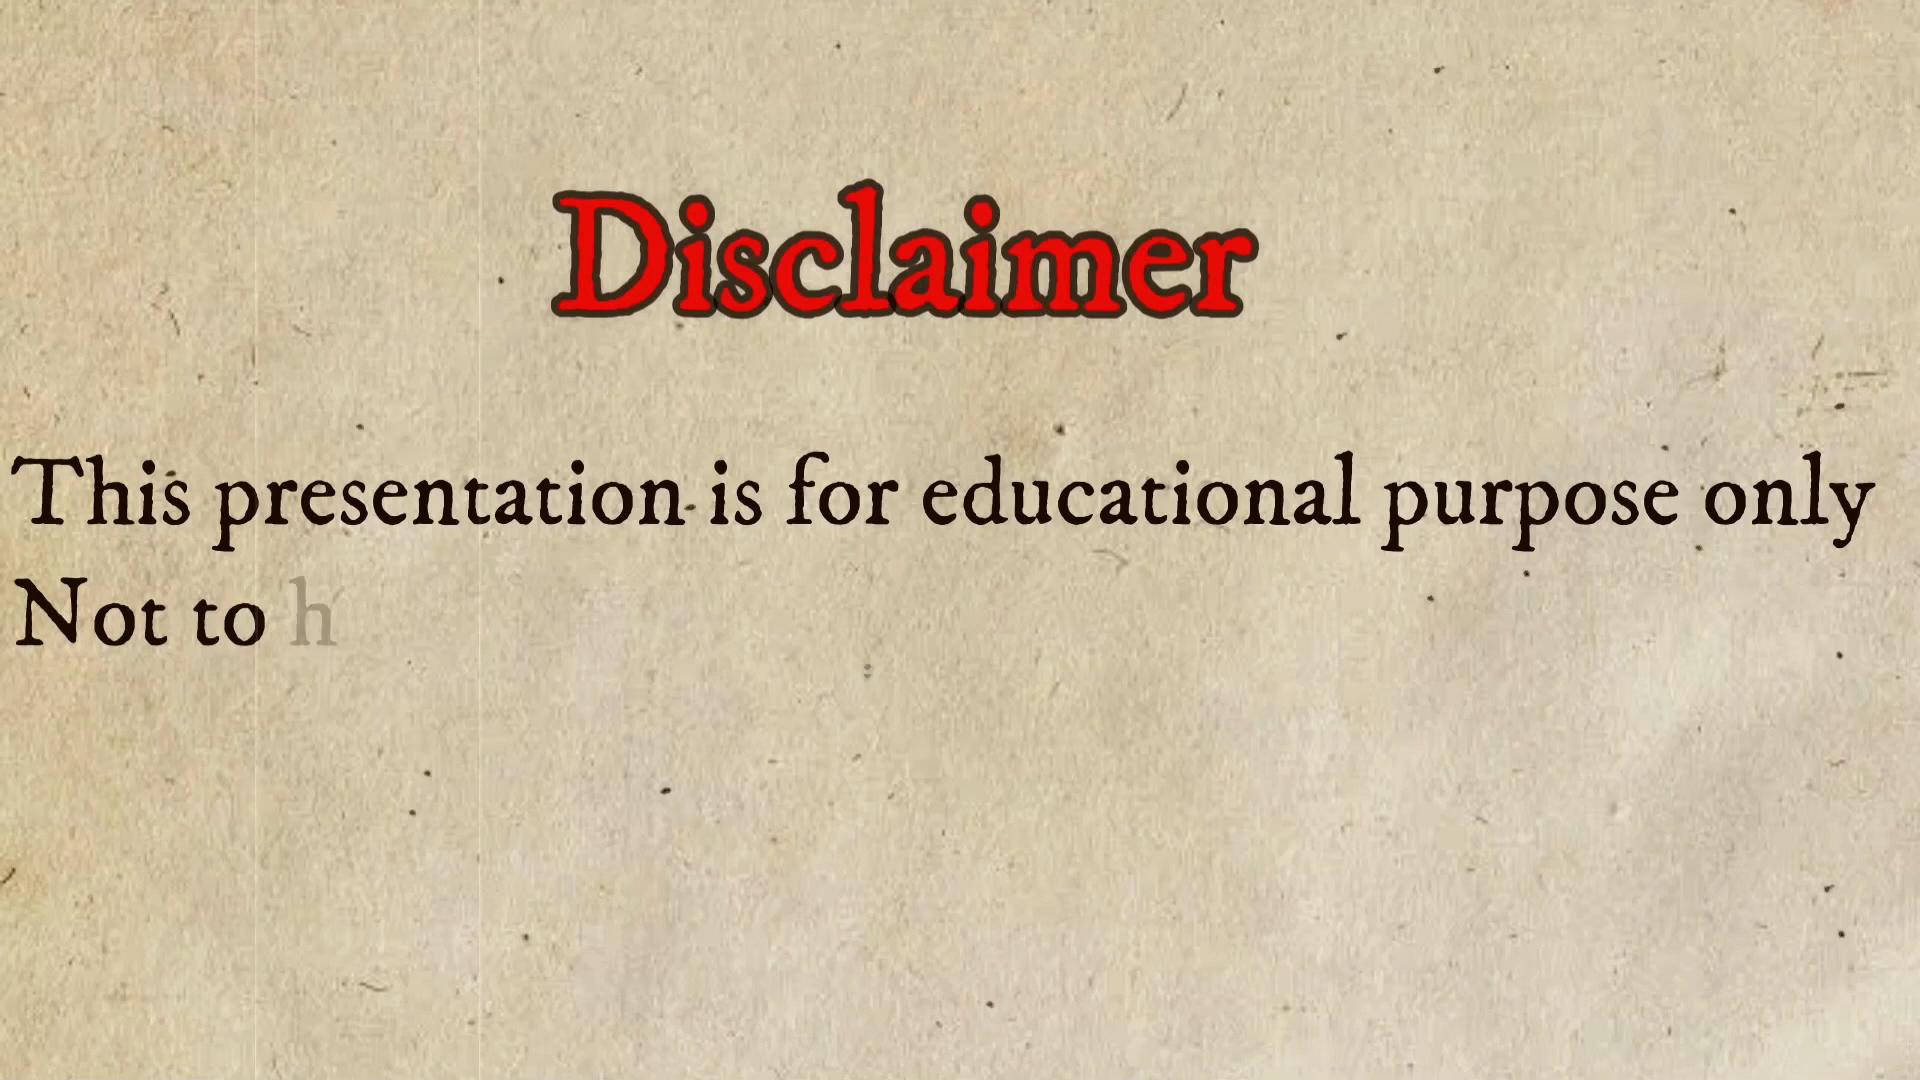 Disclaimer
This presentation is for educational purpose only
Not to h